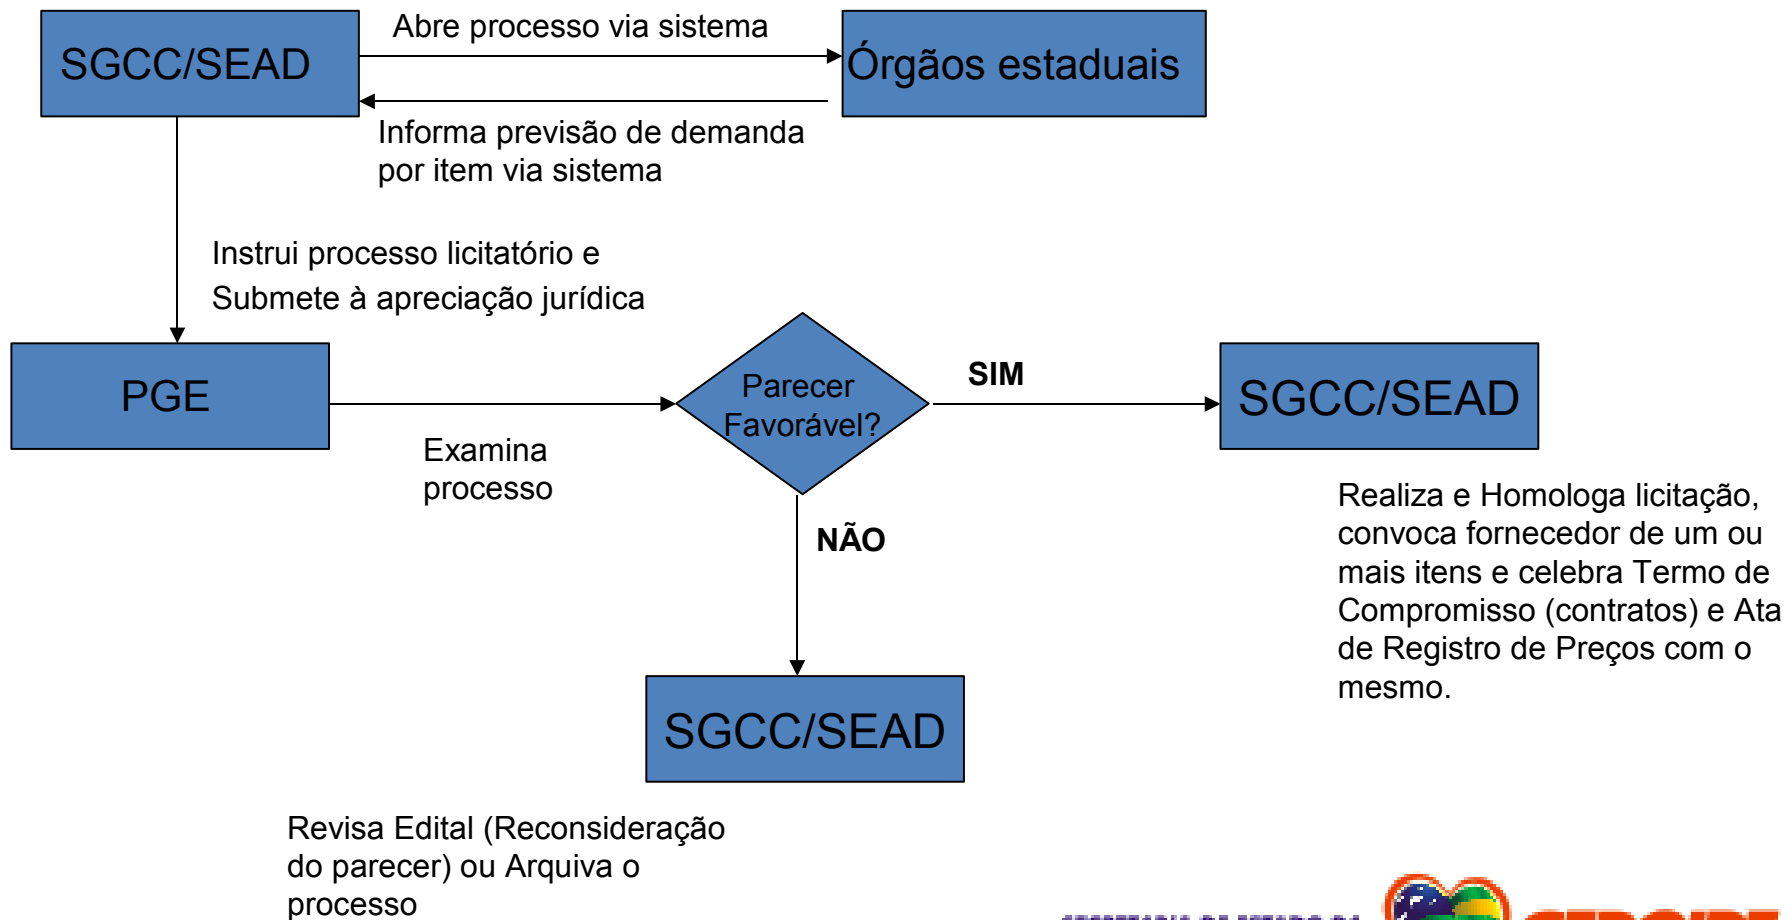 Abre processo via sistema
SGCC/SEAD
Órgãos estaduais
Informa previsão de demanda
por item via sistema
Instrui processo licitatório e
Submete à apreciação jurídica
PGE
Examina
processo
Parecer
Favorável?
SIM
SGCC/SEAD
Realiza e Homologa licitação,
convoca fornecedor de um ou
mais itens e celebra Termo de
Compromisso (contratos) e Ata
de Registro de Preços com o
mesmo.
NÃO
SGCC/SEAD
Revisa Edital (Reconsideração
do parecer) ou Arquiva o
processo